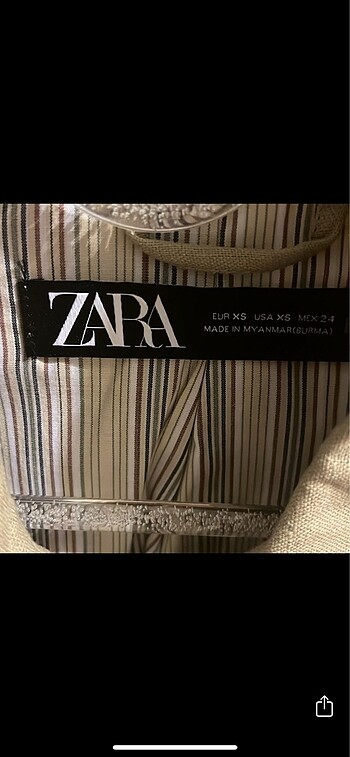 ZARA
EUR XS USA XS MEX 24
MADE IN MYANMAR(BURMA)